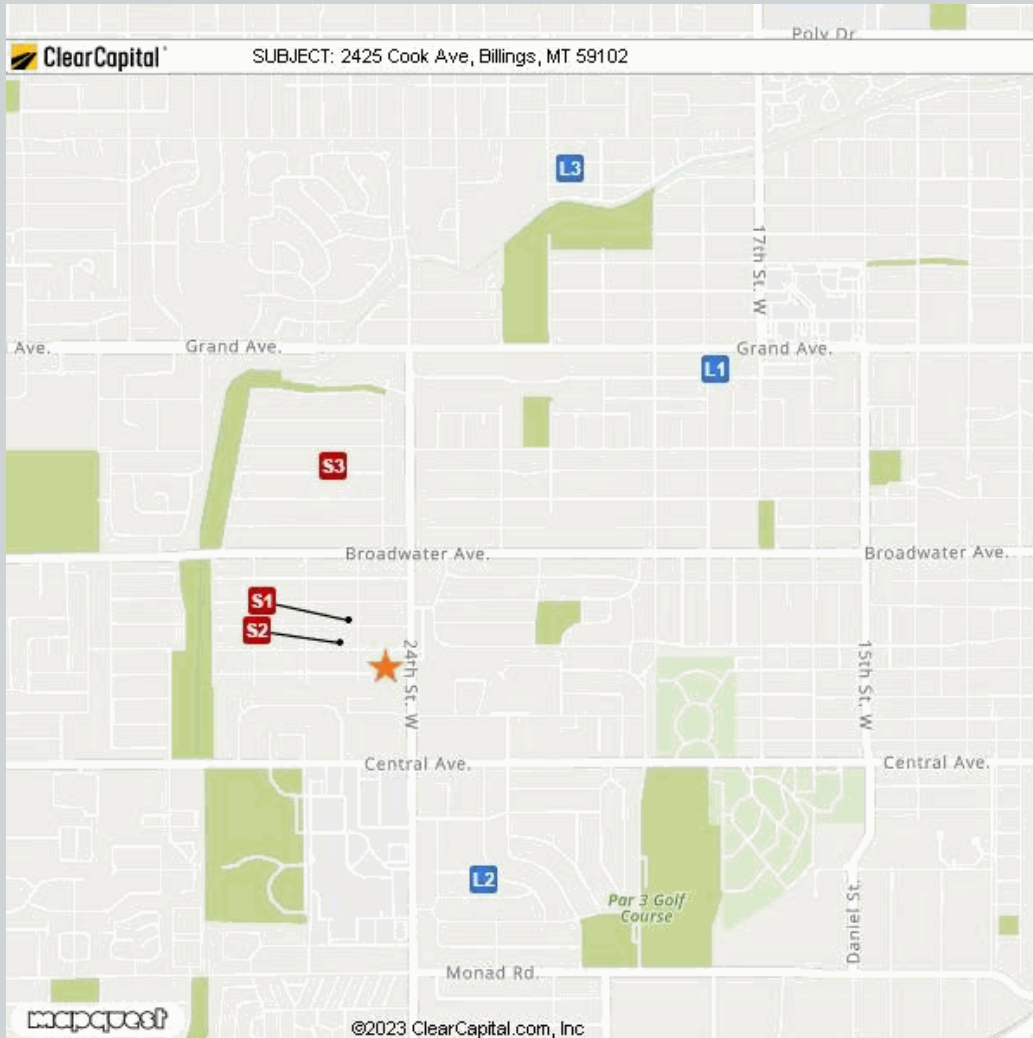 Poly Dr
ClearCapital
SUBJECT: 2425 Cook Ave, Billings, MT 59102
L3
17th St. W
Ave.
Grand Ave.
Grand Ave.
L1
S3
Broadwater Ave.
Broadwater Ave.
S1
S2
24th St. W
15th St. W
Central Ave.
Central Ave.
L2
Par 3 Golf
Course
Daniel St.
Monad Rd.
mapquest
©2023 ClearCapital.com, Inc